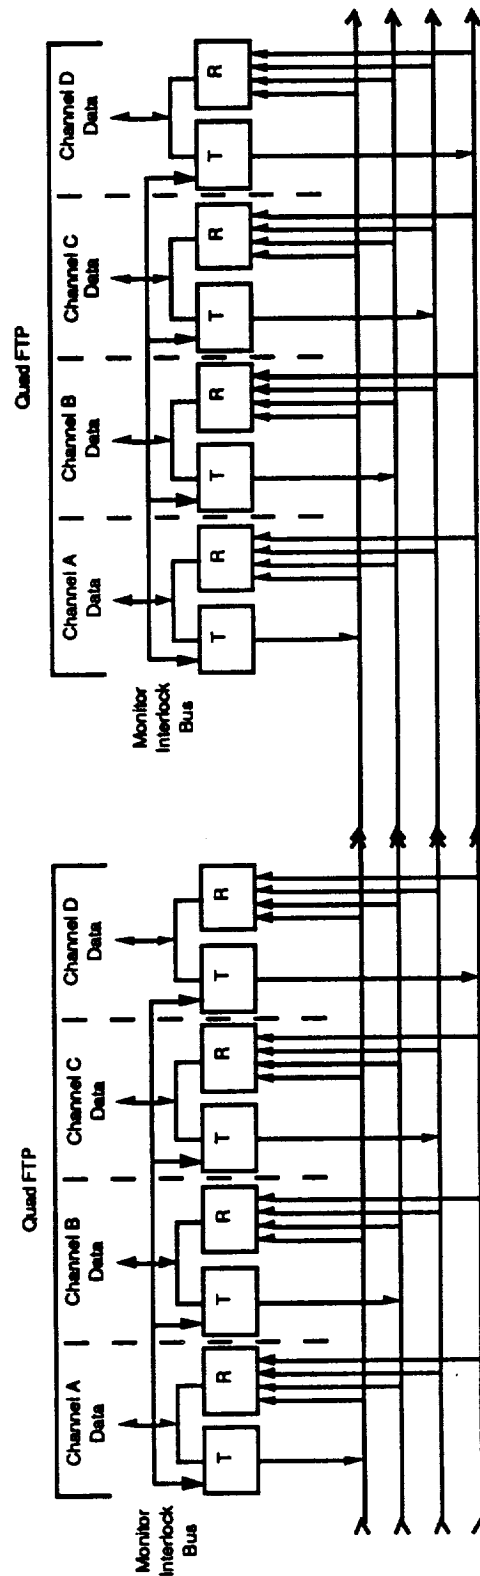 Quad FTP
Channel A
Data
Channel B
Data
Channel C
Data
Channel D
Data
Monitor
Interlock
Bus
T
R
T
R
T
R
T
R
Quad FTP
Channel A
Data
Channel B
Data
Channel C
Data
Channel D
Data
Monitor
Interlock
Bus
T
R
T
R
T
R
T
R